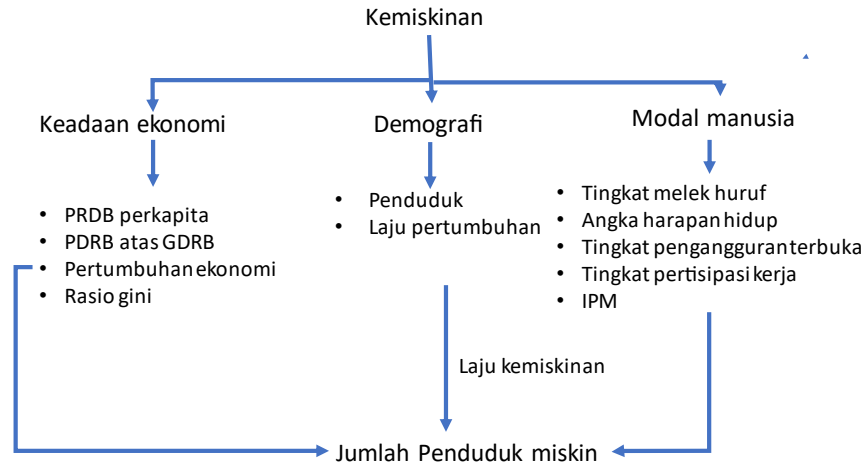 Kemiskinan
Keadaan ekonomi
Demografi
Modal manusia
• PRDB perkapita
• PDRB atas GDRB
• Pertumbuhan ekonomi
• Rasio gini
• Penduduk
• Laju pertumbuhan
• Tingkat melek huruf
• Angka harapan hidup
• Tingkat pengangguran terbuka
• Tingkat pertisipasi kerja
• IPM
Laju kemiskinan
Jumlah Penduduk miskin